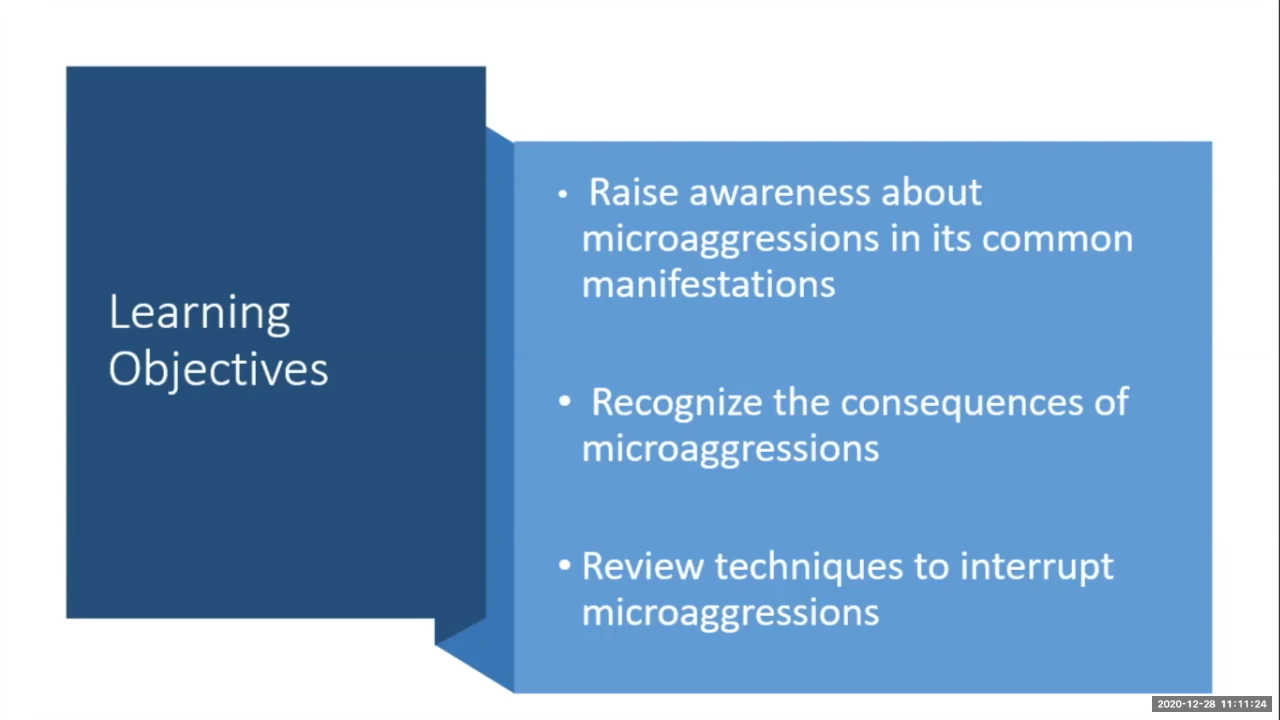 Learning
Objectives
• Raise awareness about
microaggressions in its common
manifestations
• Recognize the consequences of
microaggressions
• Review techniques to interrupt
microaggressions
2020-12-28 11:11:24